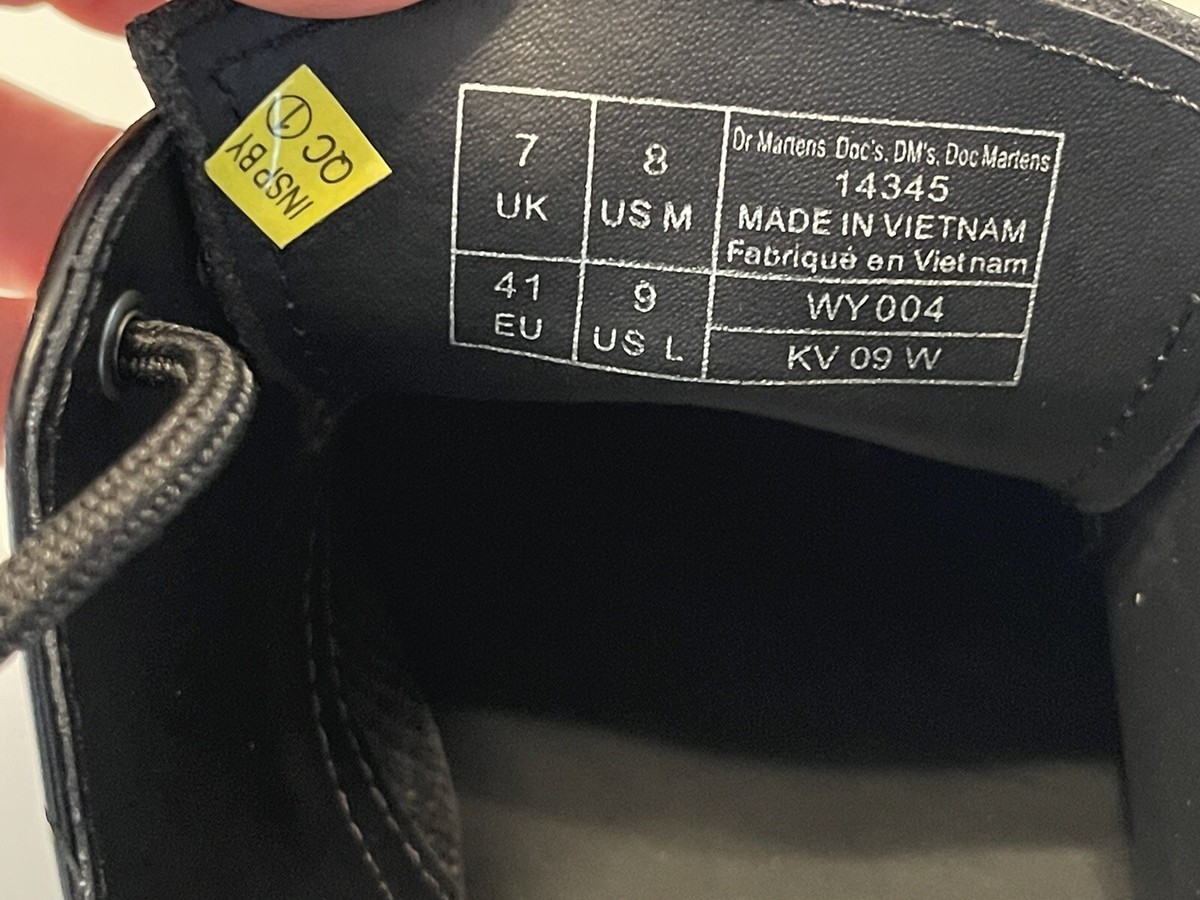 INSP BY
QC 1
7
UK
8
US M
Dr Martens Doc's, DM's, Doc Martens
14345
MADE IN VIETNAM
Fabriqué en Vietnam
41
EU
9
US L
WY 004
KV 09 W